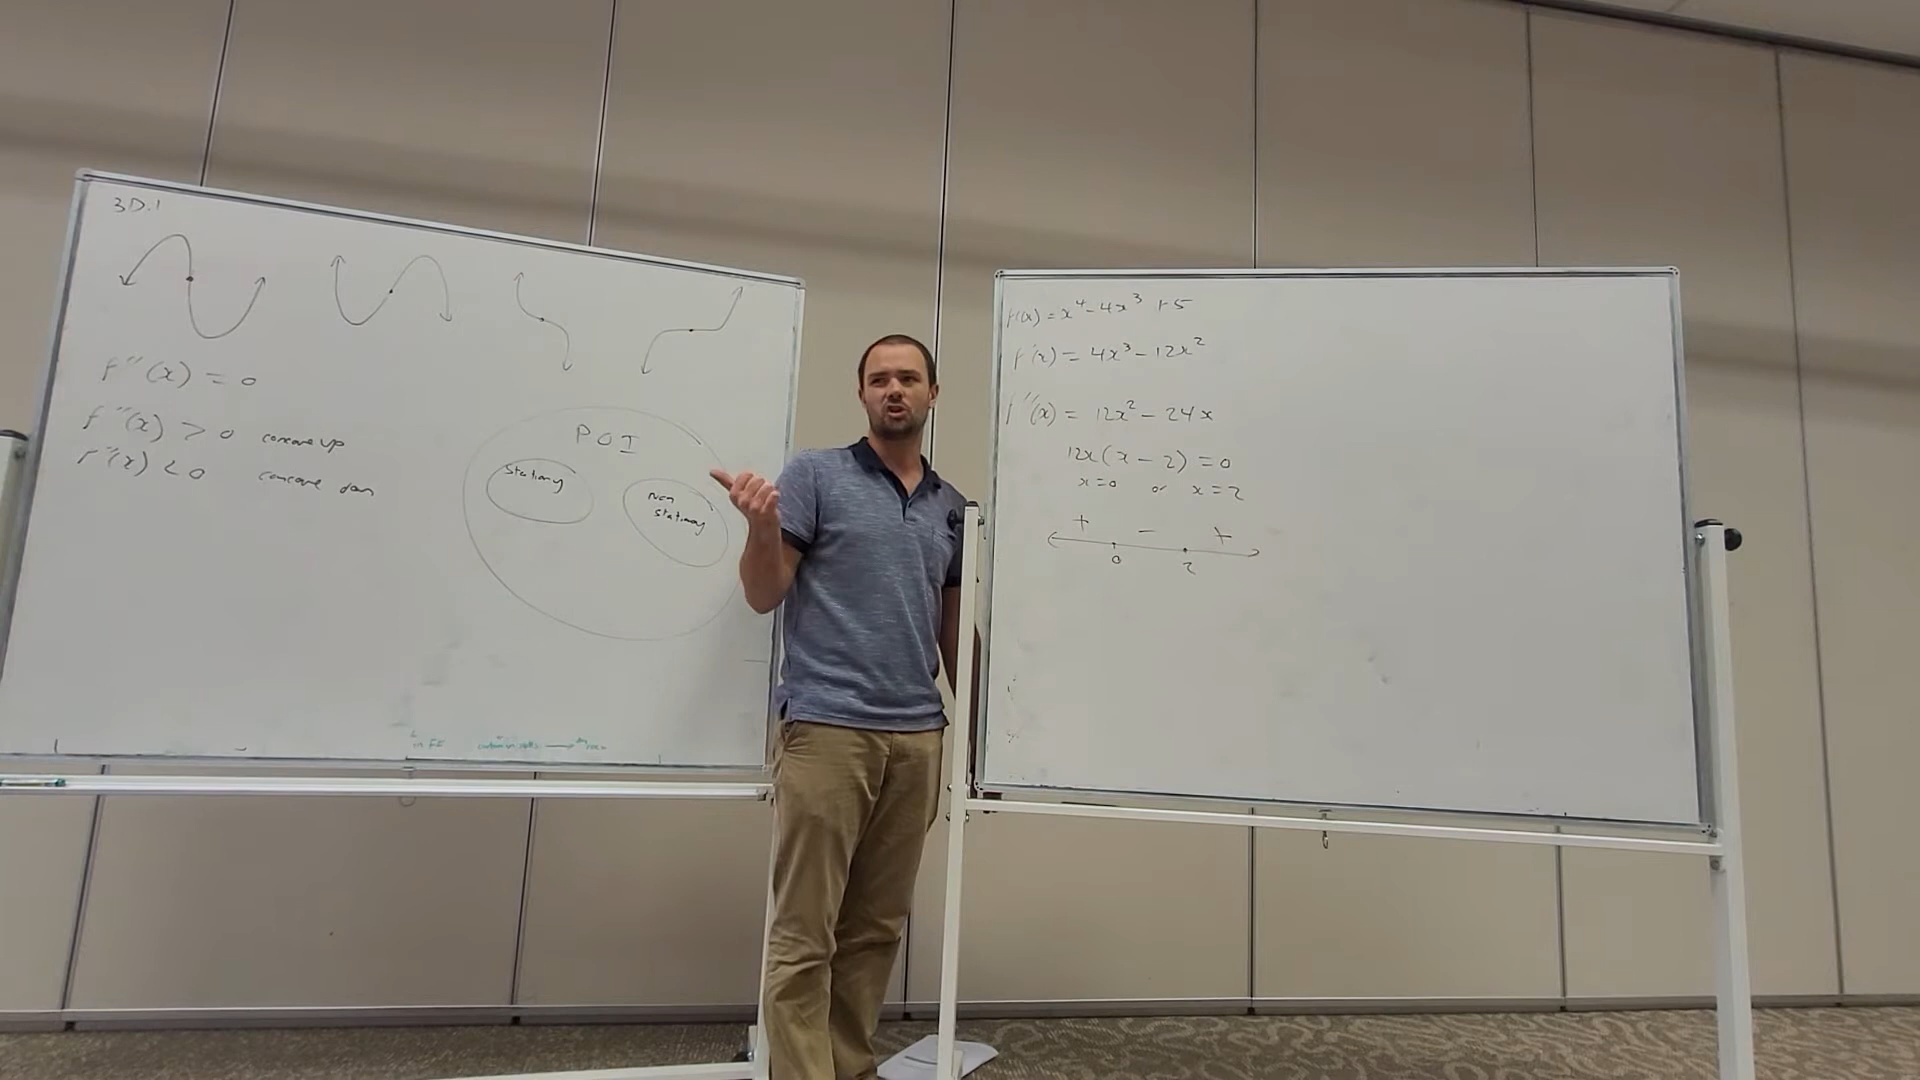 3D.1
f''(x) = 0
f''(x) > 0 concave up
f''(x) < 0 concave down
POI
Stationary
Non
stationary
f(x) = x⁴ - 4x³ + 5
f'(x) = 4x³ - 12x²
f''(x) = 12x² - 24x
12x(x - 2) = 0
x=0 or x=2
+ - +
0 2